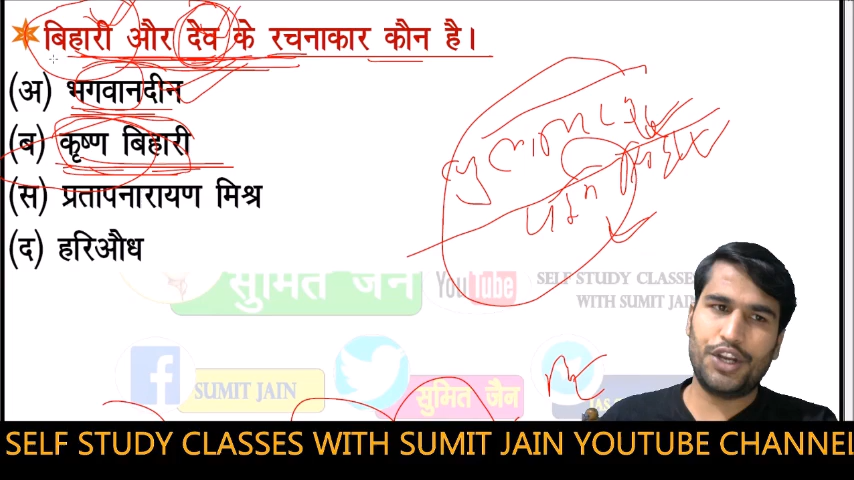 बिहारी और दैव के रचनाकार कौन है।
(अ) भगवानदीन
(ब) कृष्ण बिहारी
(स) प्रतापनारायण मिश्र
(द) हरिऔध
सुमित जैन
YouTube
SELF STUDY CLASSES
WITH SUMIT JAIN
SUMIT JAIN
सुमित जैन
SELF STUDY CLASSES WITH SUMIT JAIN YOUTUBE CHANNEL